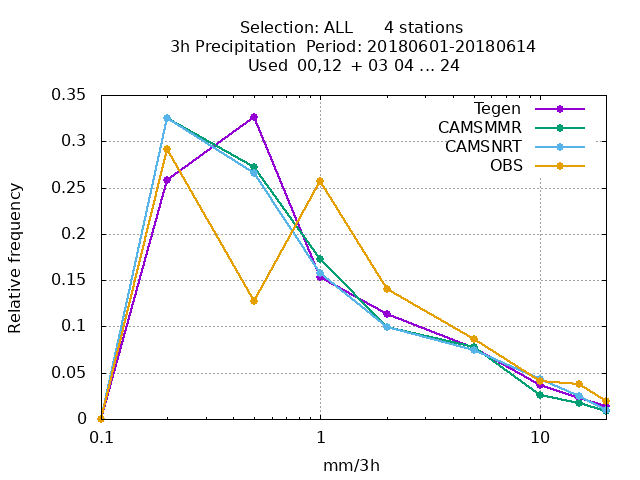 Selection: ALL 4 stations
3h Precipitation Period: 20180601-20180614
Used 00,12 + 03 04 ... 24
Tegen
CAMSMMR
CAMSNRT
OBS
0.35
0.3
0.25
0.2
0.15
0.1
0.05
0
Relative frequency
0.1 1 10
mm/3h